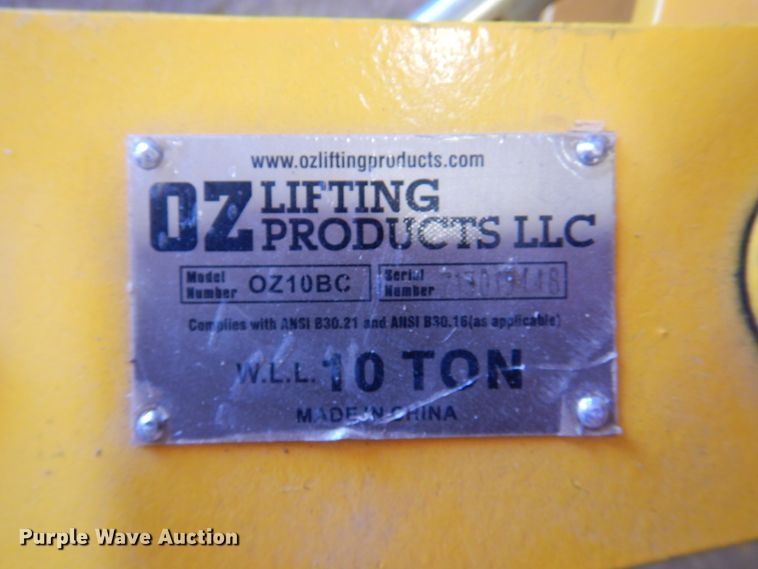 www.ozliftingproducts.com
OZ LIFTING
PRODUCTS LLC
Model Number OZ10BC Serial Number
Complies with ANSI B30.21 and ANSI B30.16(as applicable)
W.L.L. 10 TON
MADE IN CHINA
Purple Wave Auction